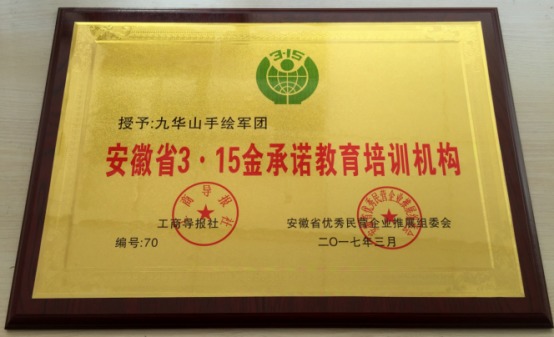 3·15
授予:九华山手绘军团
安徽省3·15金承诺教育培训机构
工商导报社
安徽省优秀民营企业推展组委会
编号:70
二〇一七年三月